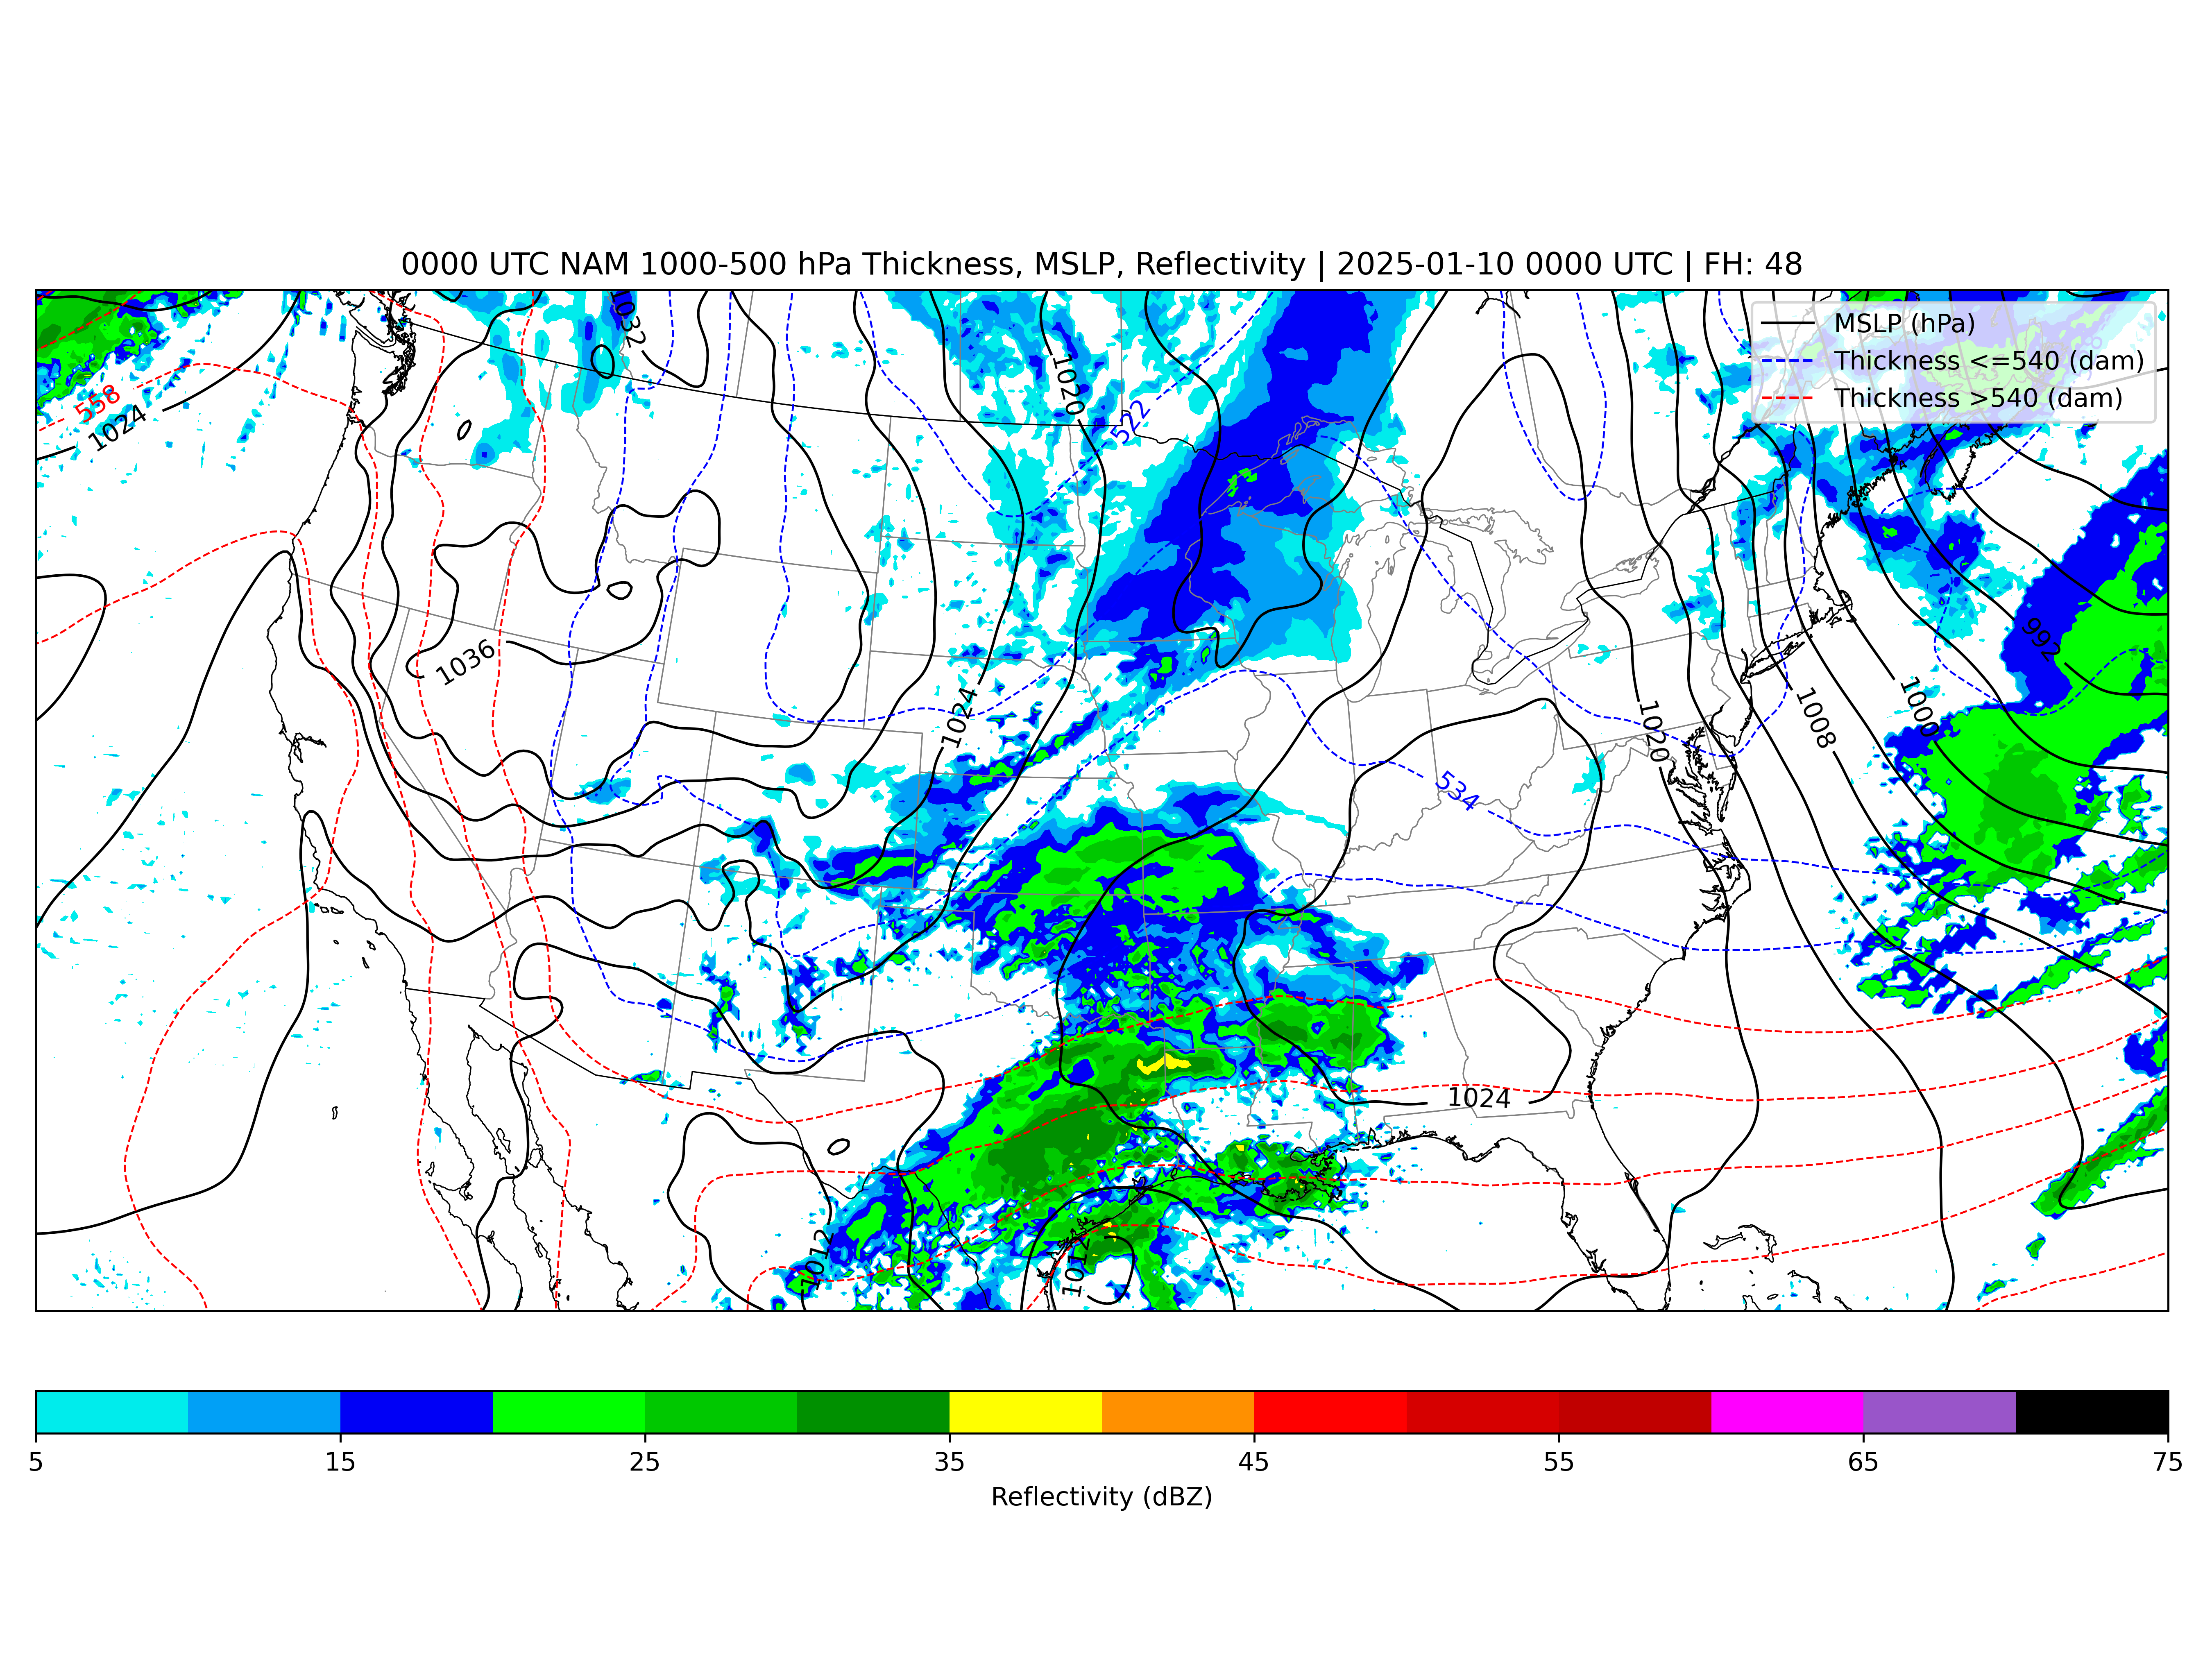 0000 UTC NAM 1000-500 hPa Thickness, MSLP, Reflectivity | 2025-01-10 0000 UTC | FH: 48
MSLP (hPa)
Thickness <=540 (dam)
Thickness >540 (dam)
1032
1020
522
558
1024
992
1036
1024
1020
1008
1000
534
1024
1012
1012
5 15 25 35 45 55 65 75
Reflectivity (dBZ)